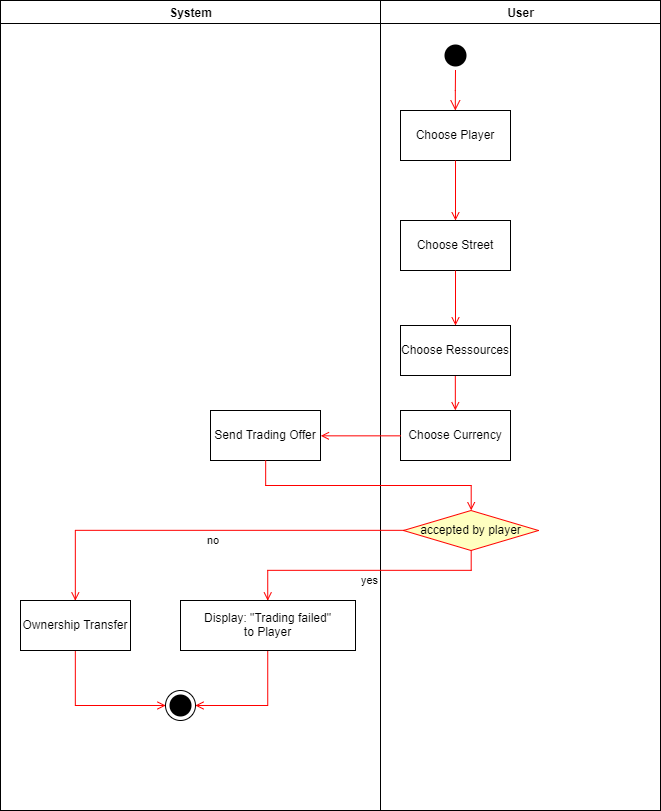 System
User
Choose Player
Choose Street
Choose Ressources
Choose Currency
Send Trading Offer
accepted by player
no
yes
Ownership Transfer
Display: "Trading failed"
to Player